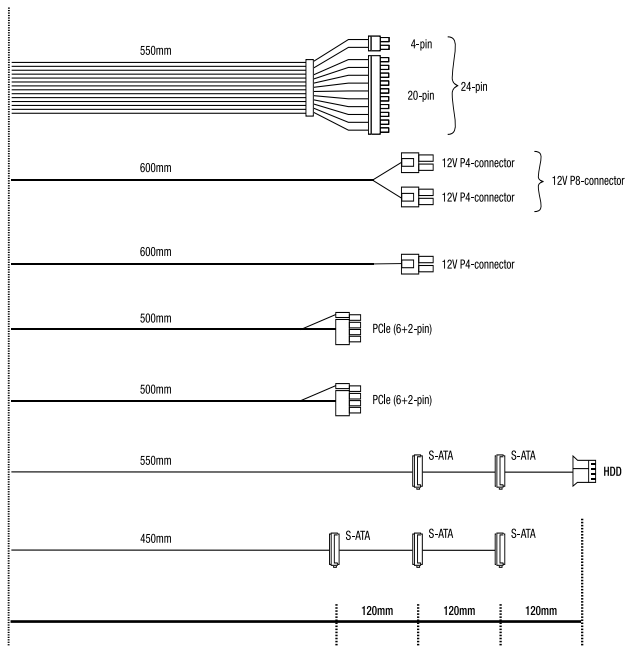 550mm
4-pin
20-pin
24-pin
600mm
12V P4-connector
12V P4-connector
12V P8-connector
600mm
12V P4-connector
500mm
PCIe (6+2-pin)
500mm
PCIe (6+2-pin)
550mm
S-ATA
S-ATA
HDD
450mm
S-ATA
S-ATA
S-ATA
120mm
120mm
120mm